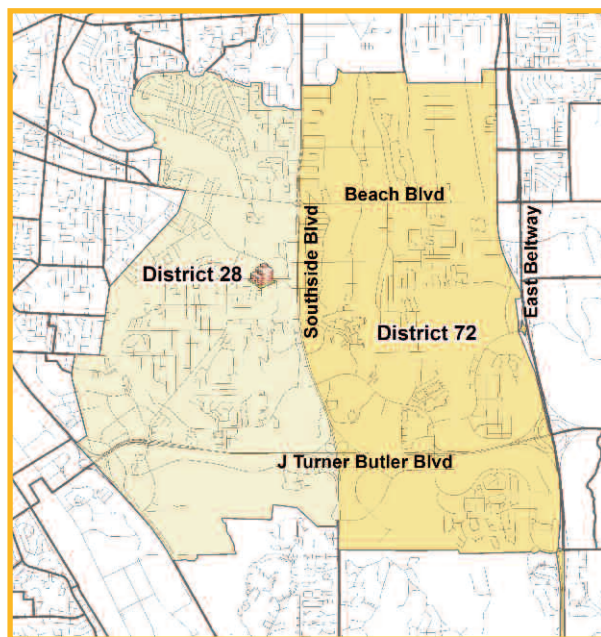 Beach Blvd
Southside Blvd
East Beltway
District 28
District 72
J Turner Butler Blvd